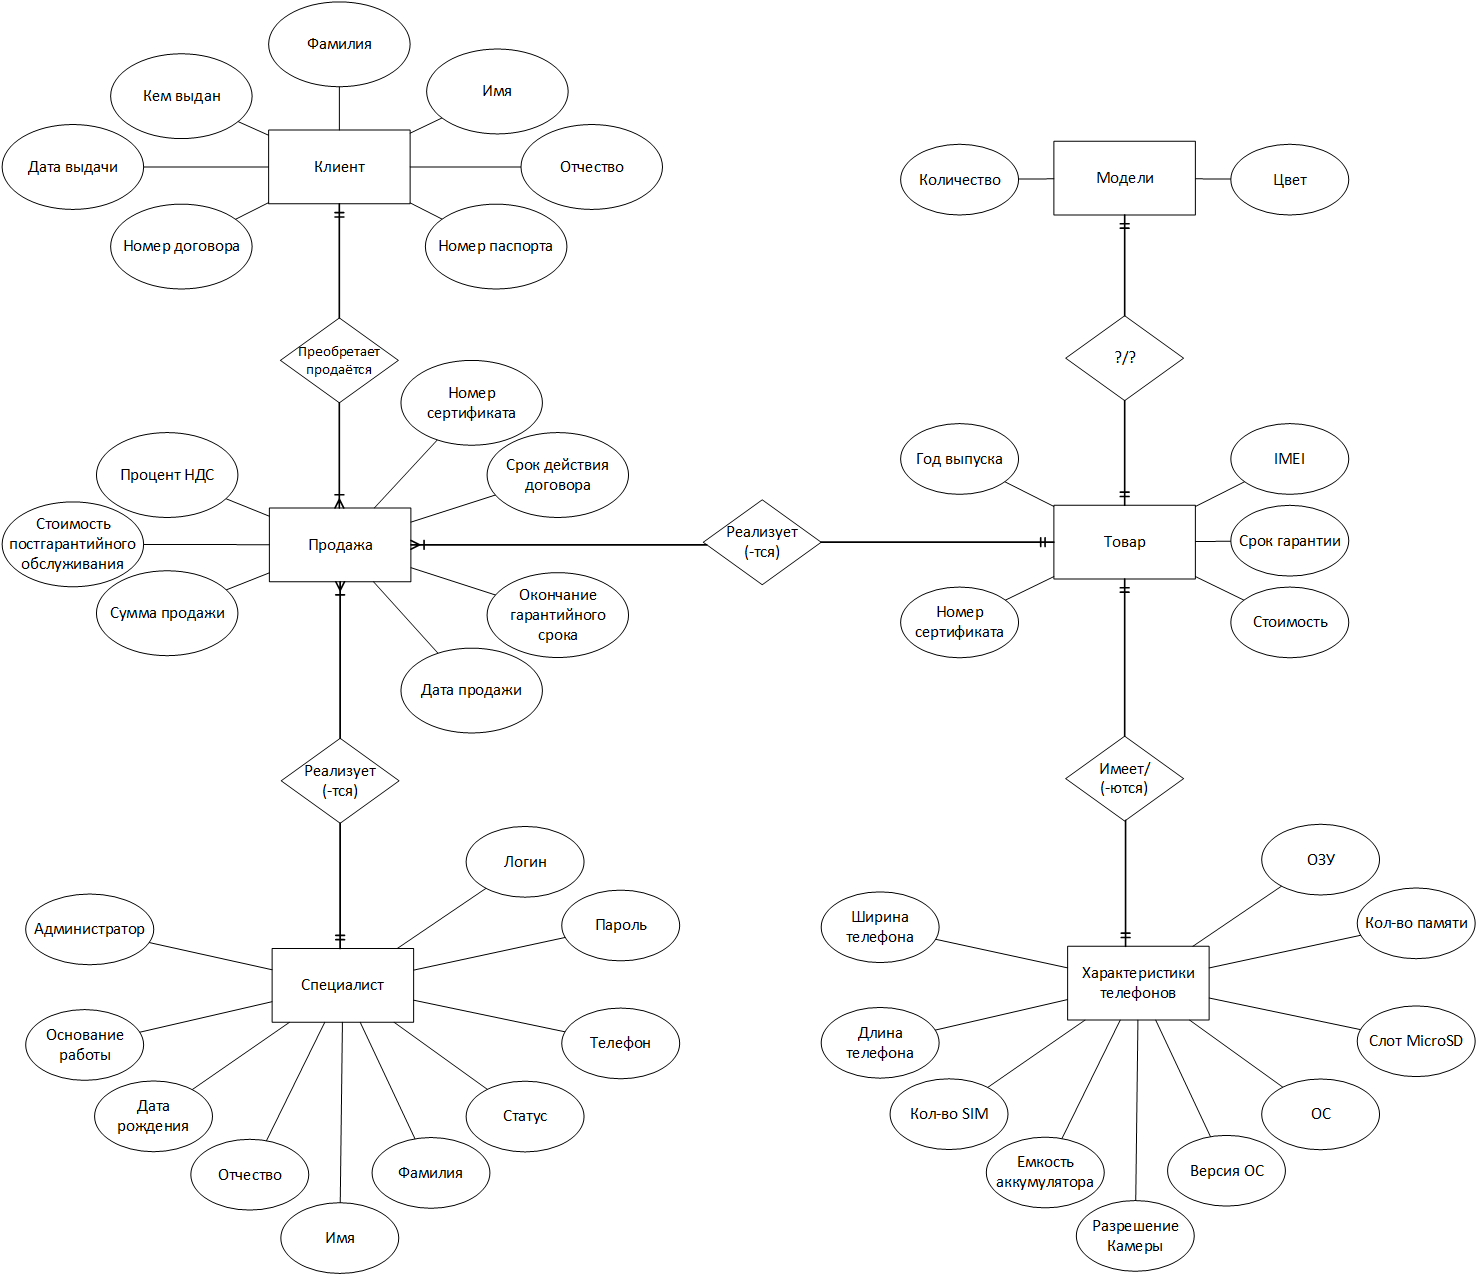 Фамилия
Кем выдан
Имя
Дата выдачи
Клиент
Отчество
Номер договора
Номер паспорта
Модели
Количество
Цвет
Преобретает
продаётся
?/?
Номер
сертификата
Процент НДС
Срок действия
договора
Стоимость
постгарантийного
обслуживания
Продажа
Сумма продажи
Окончание
гарантийного
срока
Дата продажи
Реализует
(-тся)
Год выпуска
IMEI
Товар
Срок гарантии
Номер
сертификата
Стоимость
Реализует
(-тся)
Имеет/
(-ются)
Логин
Администратор
Пароль
Специалист
Основание
работы
Телефон
Дата
рождения
Статус
Отчество
Фамилия
Имя
ОЗУ
Ширина
телефона
Кол-во памяти
Характеристики
телефонов
Длина
телефона
Слот MicroSD
Кол-во SIM
ОС
Емкость
аккумулятора
Версия ОС
Разрешение
Камеры